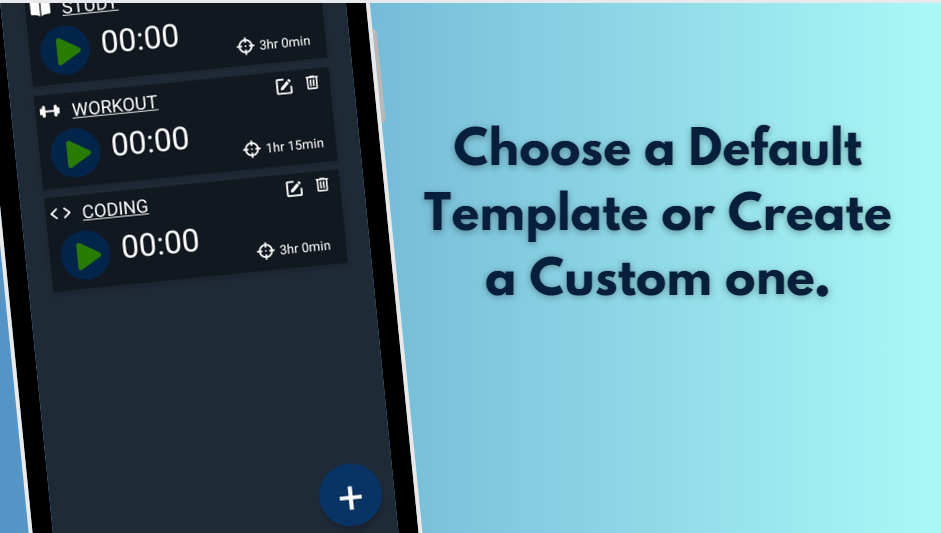 STUDY
00:00
3hr 0min
WORKOUT
00:00
1hr 15min
< > CODING
00:00
3hr 0min
+
Choose a Default
Template or Create
a Custom one.